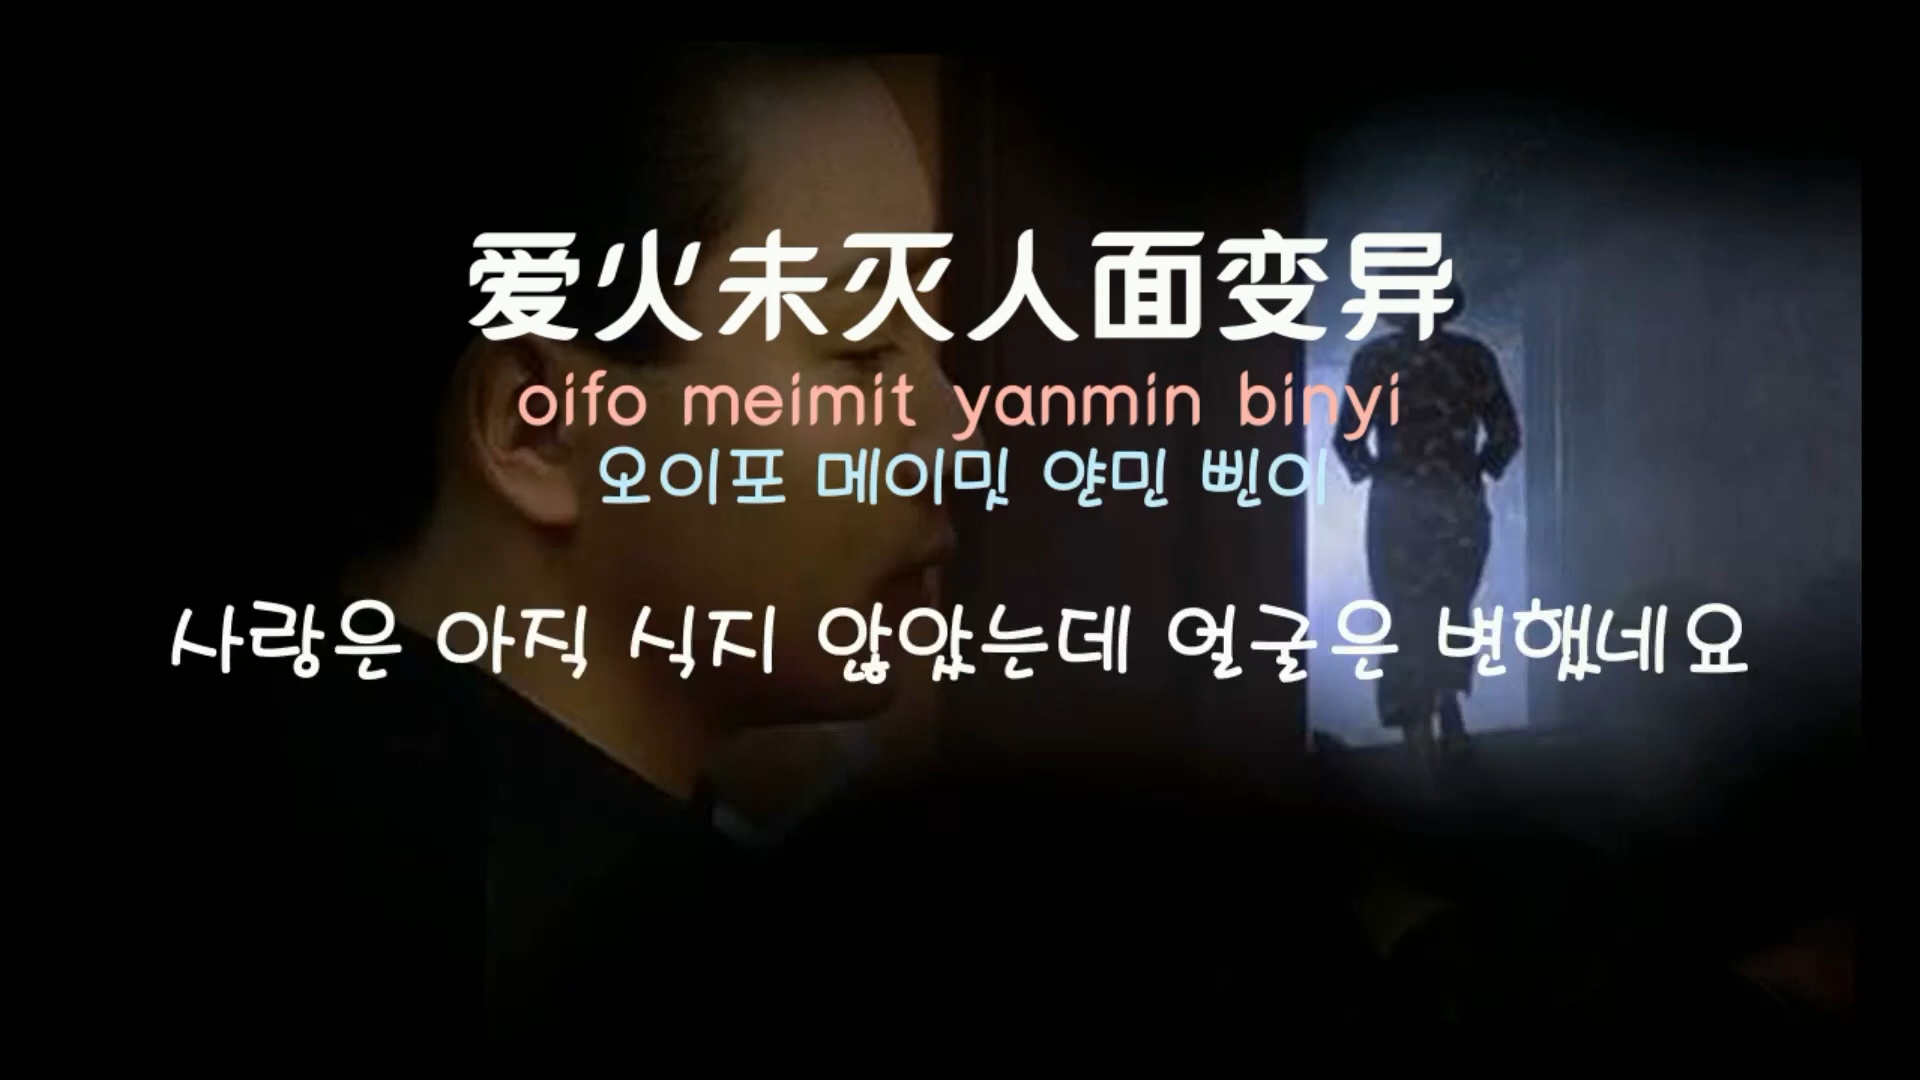 爱火未灭人面变异
oifo meimit yanmin binyi
오이포 메이밋 얀민 삔이
사랑은 아직 식지 않았는데 얼굴은 변했네요